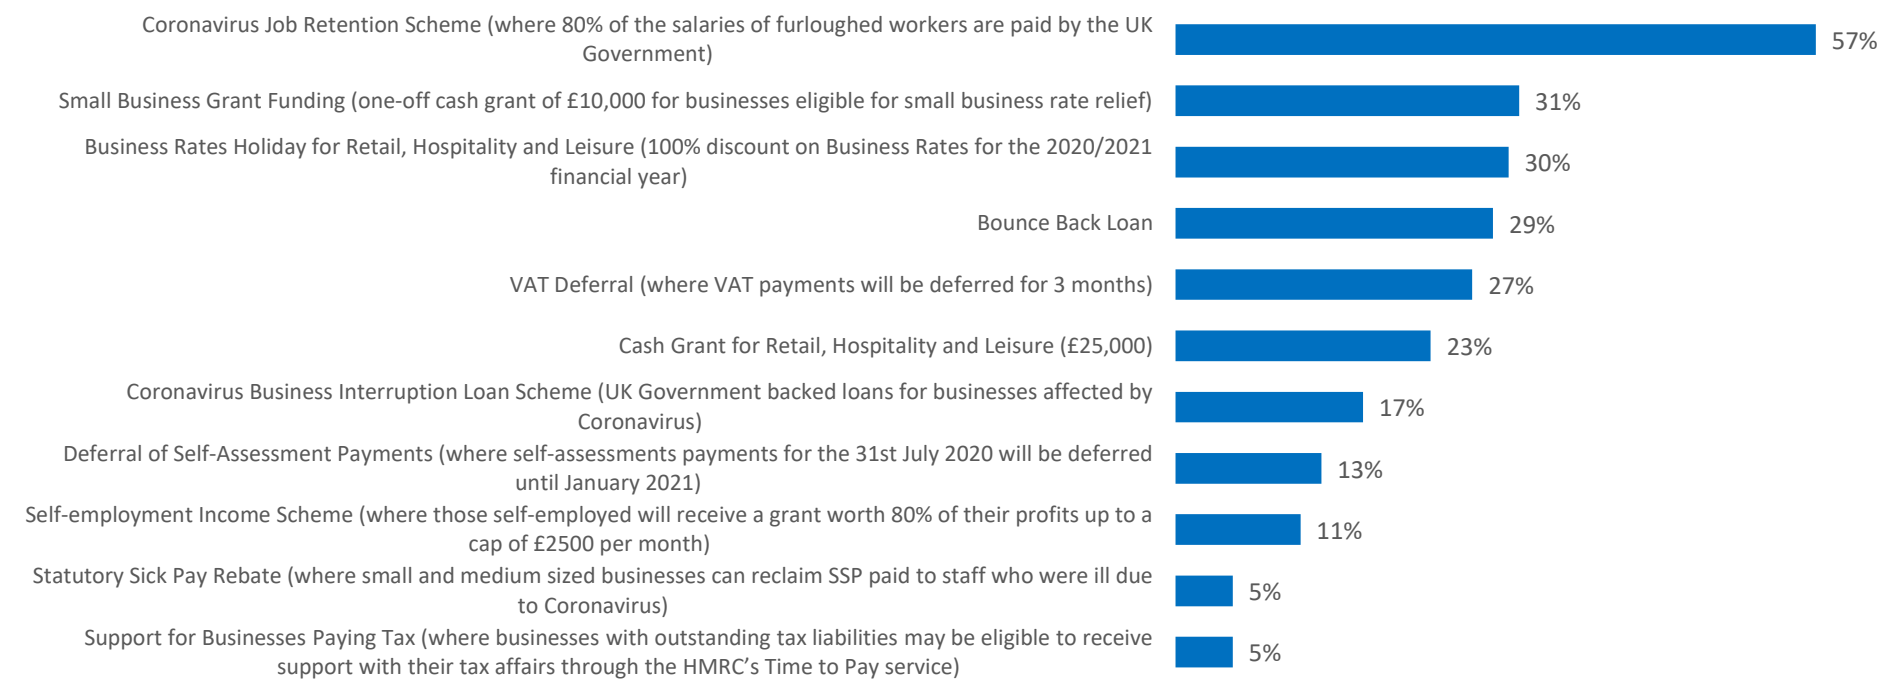 Coronavirus Job Retention Scheme (where 80% of the salaries of furloughed workers are paid by the UK
Government)
57%
Small Business Grant Funding (one-off cash grant of £10,000 for businesses eligible for small business rate relief)
31%
Business Rates Holiday for Retail, Hospitality and Leisure (100% discount on Business Rates for the 2020/2021
financial year)
30%
Bounce Back Loan
29%
VAT Deferral (where VAT payments will be deferred for 3 months)
27%
Cash Grant for Retail, Hospitality and Leisure (£25,000)
23%
Coronavirus Business Interruption Loan Scheme (UK Government backed loans for businesses affected by
Coronavirus)
17%
Deferral of Self-Assessment Payments (where self-assessments payments for the 31st July 2020 will be deferred
until January 2021)
13%
Self-employment Income Scheme (where those self-employed will receive a grant worth 80% of their profits up to a
cap of £2500 per month)
11%
Statutory Sick Pay Rebate (where small and medium sized businesses can reclaim SSP paid to staff who were ill due
to Coronavirus)
5%
Support for Businesses Paying Tax (where businesses with outstanding tax liabilities may be eligible to receive
support with their tax affairs through the HMRC’s Time to Pay service)
5%